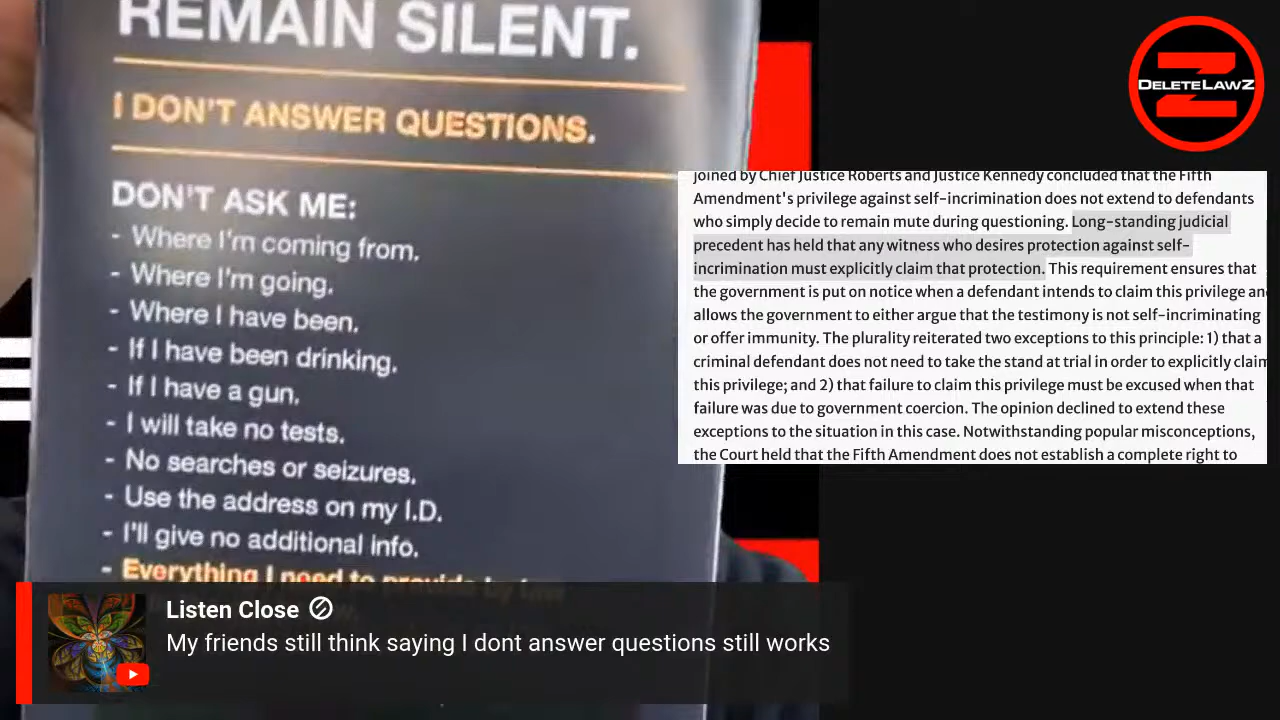 REMAIN SILENT.
I DON'T ANSWER QUESTIONS.
DON'T ASK ME:
- Where I'm coming from.
- Where I'm going.
- Where I have been.
- If I have been drinking.
- If I have a gun.
- I will take no tests.
- No searches or seizures.
- Use the address on my I.D.
- I'll give no additional info.
- Everything I need to provide by law
DELETELAWZ
joined by Chief Justice Roberts and Justice Kennedy concluded that the Fifth
Amendment's privilege against self-incrimination does not extend to defendants
who simply decide to remain mute during questioning. Long-standing judicial
precedent has held that any witness who desires protection against self-
incrimination must explicitly claim that protection. This requirement ensures that
the government is put on notice when a defendant intends to claim this privilege and
allows the government to either argue that the testimony is not self-incriminating
or offer immunity. The plurality reiterated two exceptions to this principle: 1) that a
criminal defendant does not need to take the stand at trial in order to explicitly claim
this privilege; and 2) that failure to claim this privilege must be excused when that
failure was due to government coercion. The opinion declined to extend these
exceptions to the situation in this case. Notwithstanding popular misconceptions,
the Court held that the Fifth Amendment does not establish a complete right to
Listen Close
My friends still think saying I dont answer questions still works